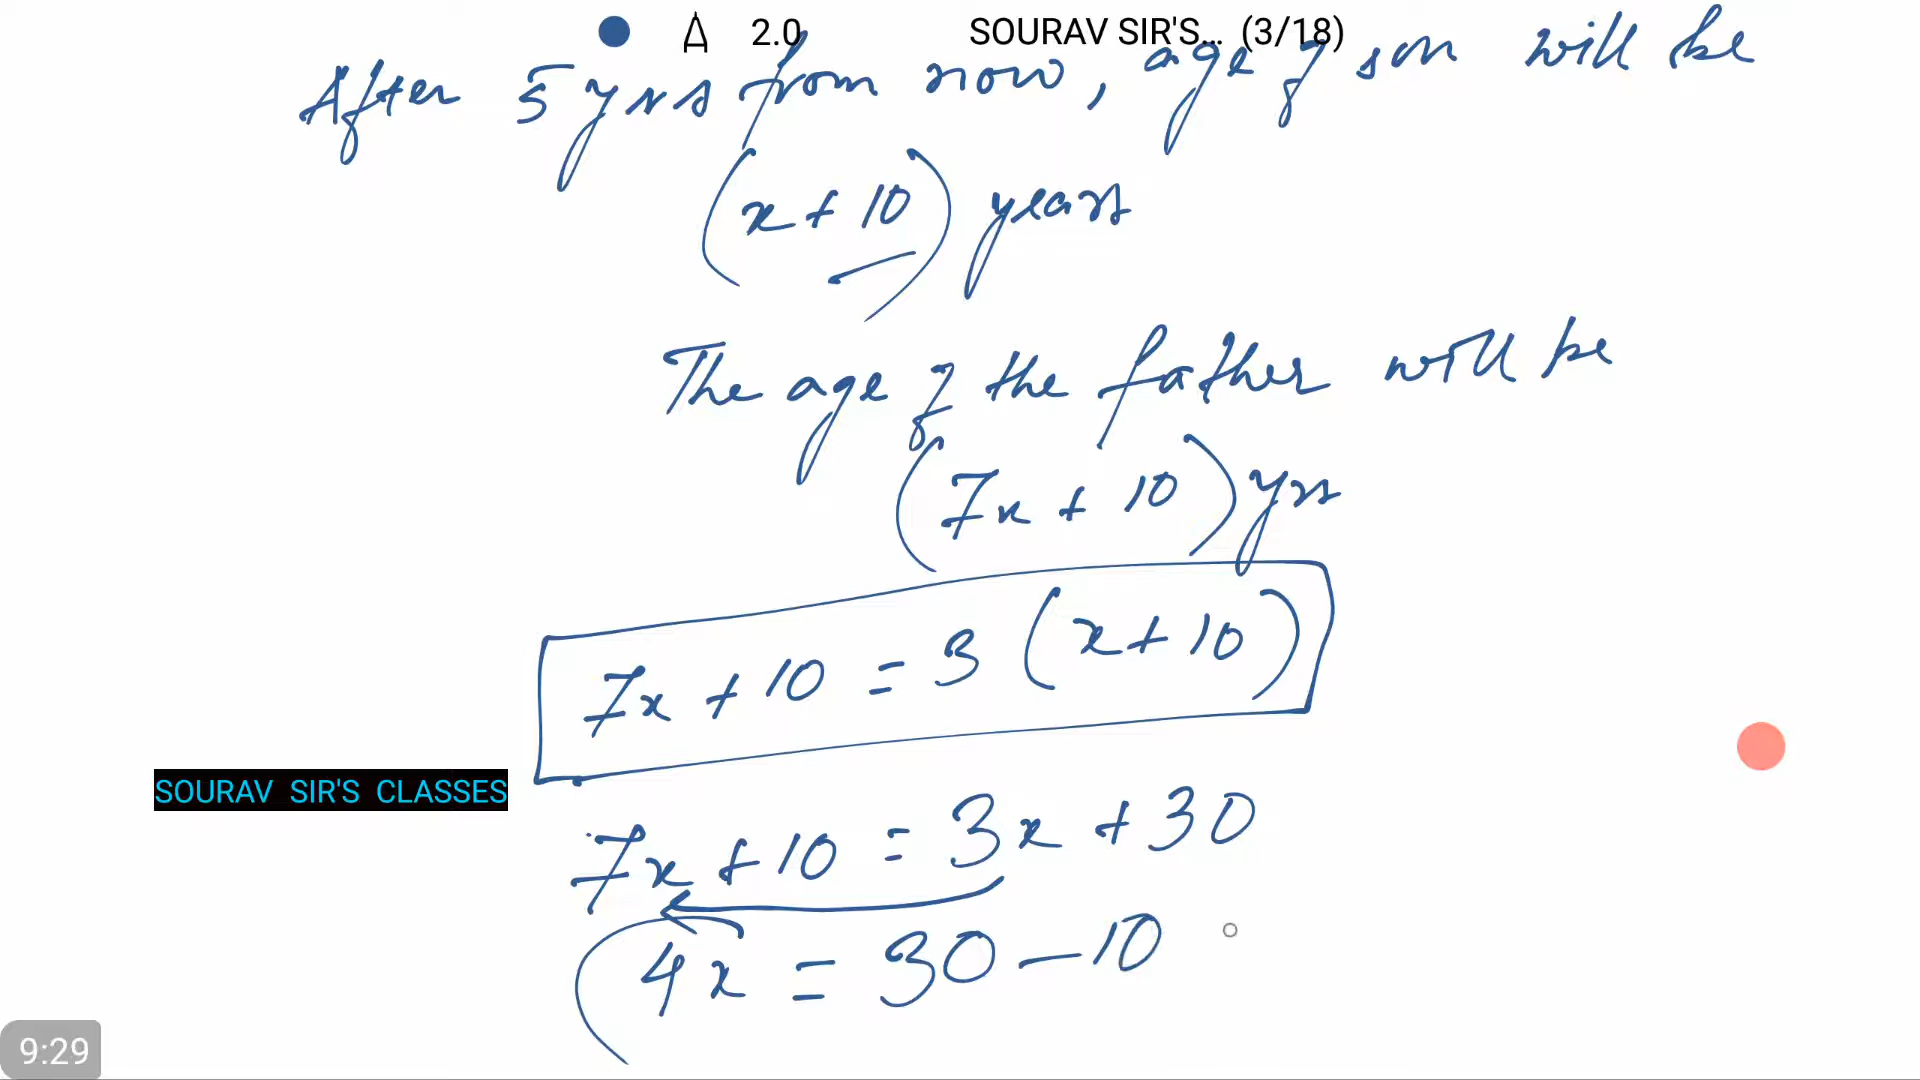 A 2.0 SOURAV SIR'S... (3/18)
After 5 yrs from now, age of son will be
(x + 10) years
The age of the father will be
(7x + 10) yrs
7x + 10 = 3 (x + 10)
SOURAV SIR'S CLASSES
7x + 10 = 3x + 30
4x = 30 - 10
9:29